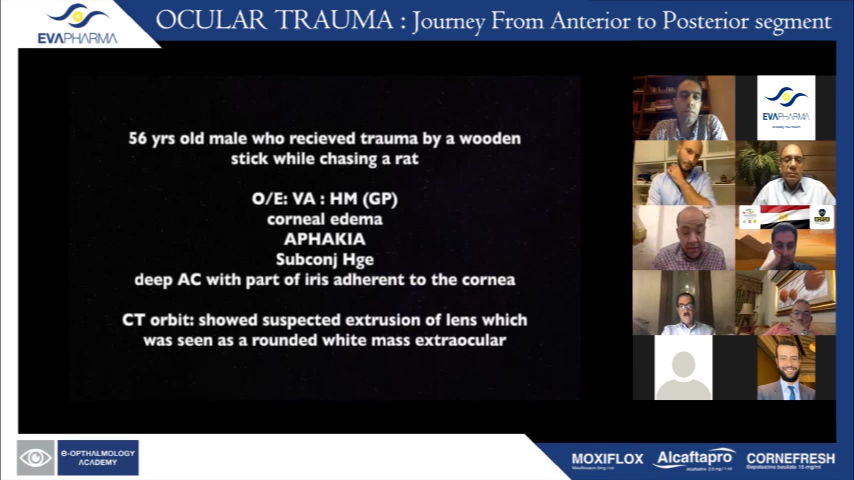 EVAPHARMA
OCULAR TRAUMA : Journey From Anterior to Posterior segment
56 yrs old male who recieved trauma by a wooden
stick while chasing a rat
O/E: VA : HM (GP)
corneal edema
APHAKIA
Subconj Hge
deep AC with part of iris adherent to the cornea
CT orbit: showed suspected extrusion of lens which
was seen as a rounded white mass extraocular
EVAPHARMA
e-OPTHALMOLOGY
ACADEMY
MOXIFLOX
Alcaftapro
CORNEFRESH